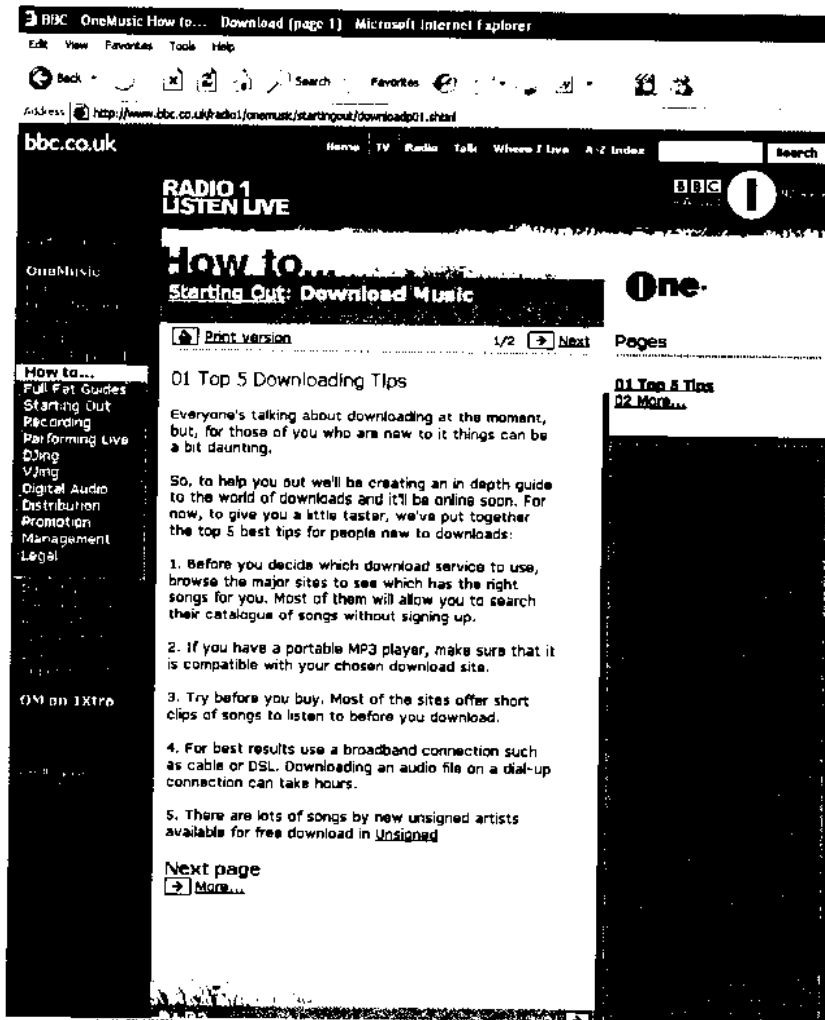 BBC OneMusic How to... Download (page 1) Microsoft Internet Explorer
Edit View Favorites Tools Help
Back Search Favorites
Address http://www.bbc.co.uk/radio1/onemusic/startingout/downloadp01.shtml
bbc.co.uk Home TV Radio Talk Where I Live A-Z Index Search
RADIO 1
LISTEN LIVE
BBC
How to...
Starting Out: Download Music
One.
OneMusic
Print version 1/2 Next
Pages
01 Top 5 Tips
02 More...
How to...
Full Fat Guides
Starting Out
Recording
Performing Live
DJing
VJing
Digital Audio
Distribution
Promotion
Management
Legal
OM on 1Xtra
01 Top 5 Downloading Tips
Everyone's talking about downloading at the moment,
but, for those of you who are new to it things can be
a bit daunting.
So, to help you out we'll be creating an in depth guide
to the world of downloads and it'll be online soon. For
now, to give you a little taster, we've put together
the top 5 best tips for people new to downloads:
1. Before you decide which download service to use,
browse the major sites to see which has the right
songs for you. Most of them will allow you to search
their catalogue of songs without signing up.
2. If you have a portable MP3 player, make sure that it
is compatible with your chosen download site.
3. Try before you buy. Most of the sites offer short
clips of songs to listen to before you download.
4. For best results use a broadband connection such
as cable or DSL. Downloading an audio file on a dial-up
connection can take hours.
5. There are lots of songs by new unsigned artists
available for free download in Unsigned
Next page
More...